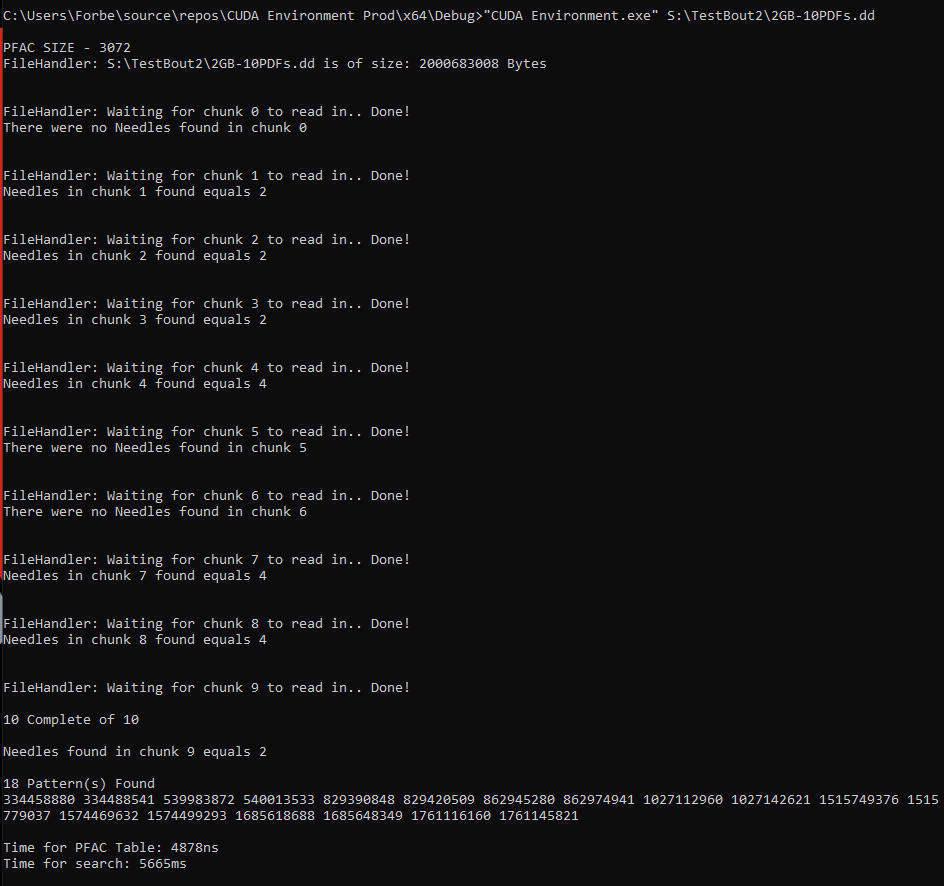 C:\Users\Forbe\source\repos\CUDA Environment Prod\x64\Debug>"CUDA Environment.exe" S:\TestBout2\2GB-10PDFs.dd
PFAC SIZE - 3072
FileHandler: S:\TestBout2\2GB-10PDFs.dd is of size: 2000683008 Bytes
FileHandler: Waiting for chunk 0 to read in.. Done!
There were no Needles found in chunk 0
FileHandler: Waiting for chunk 1 to read in.. Done!
Needles in chunk 1 found equals 2
FileHandler: Waiting for chunk 2 to read in.. Done!
Needles in chunk 2 found equals 2
FileHandler: Waiting for chunk 3 to read in.. Done!
Needles in chunk 3 found equals 2
FileHandler: Waiting for chunk 4 to read in.. Done!
Needles in chunk 4 found equals 4
FileHandler: Waiting for chunk 5 to read in.. Done!
There were no Needles found in chunk 5
FileHandler: Waiting for chunk 6 to read in.. Done!
There were no Needles found in chunk 6
FileHandler: Waiting for chunk 7 to read in.. Done!
Needles in chunk 7 found equals 4
FileHandler: Waiting for chunk 8 to read in.. Done!
Needles in chunk 8 found equals 4
FileHandler: Waiting for chunk 9 to read in.. Done!
10 Complete of 10
Needles found in chunk 9 equals 2
18 Pattern(s) Found
334458880 334488541 539983872 540013533 829390848 829420509 862945280 862974941 1027112960 1027142621 1515749376 1515
779037 1574469632 1574499293 1685618688 1685648349 1761116160 1761145821
Time for PFAC Table: 4878ns
Time for search: 5665ms